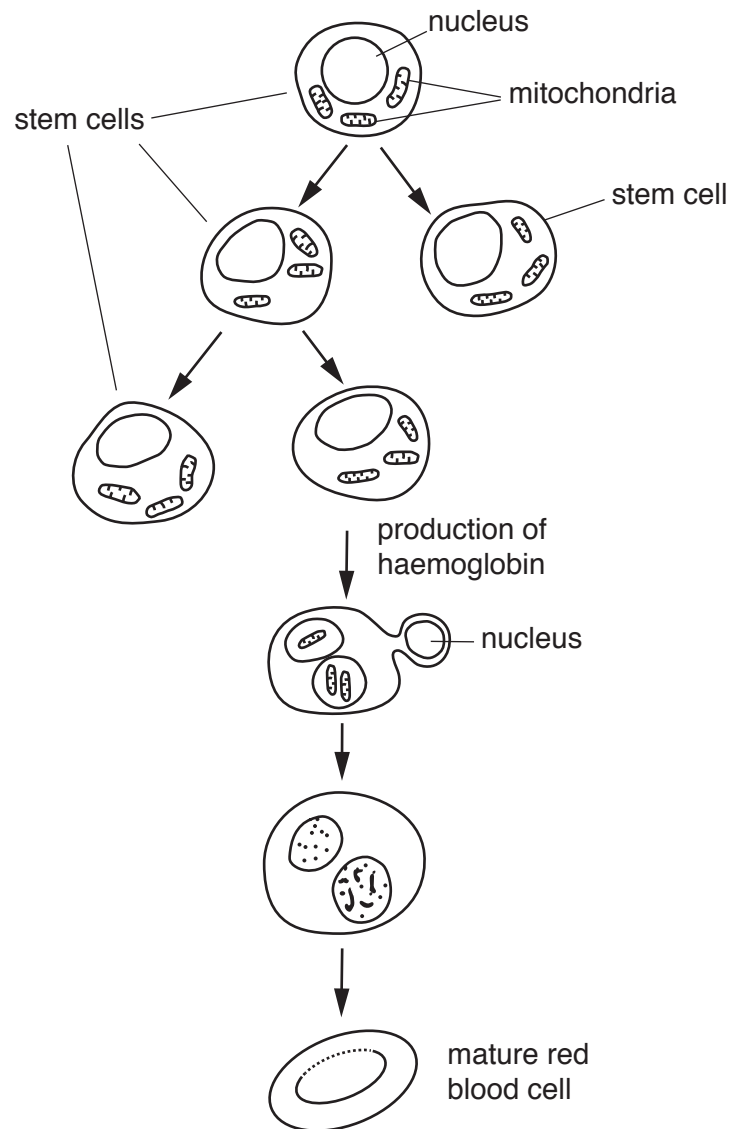 nucleus
mitochondria
stem cells
stem cell
production of
haemoglobin
nucleus
mature red
blood cell